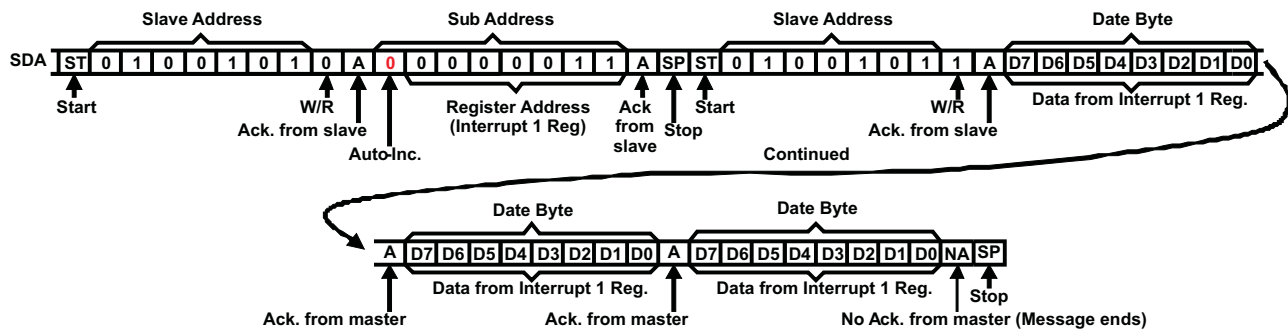 Slave Address Sub Address Slave Address Date Byte
SDA ST 0 1 0 0 1 0 1 0 A 0 0 0 0 0 0 0 1 1 A SP ST 0 1 0 0 1 0 1 1 A D7 D6 D5 D4 D3 D2 D1 D0
Start W/R Register Address Ack Start W/R Data from Interrupt 1 Reg.
Ack. from slave (Interrupt 1 Reg) from Stop Ack. from slave
Auto-Inc. slave Continued
Date Byte Date Byte
A D7 D6 D5 D4 D3 D2 D1 D0 A D7 D6 D5 D4 D3 D2 D1 D0 NA SP
Data from Interrupt 1 Reg. Data from Interrupt 1 Reg. Stop
Ack. from master Ack. from master No Ack. from master (Message ends)